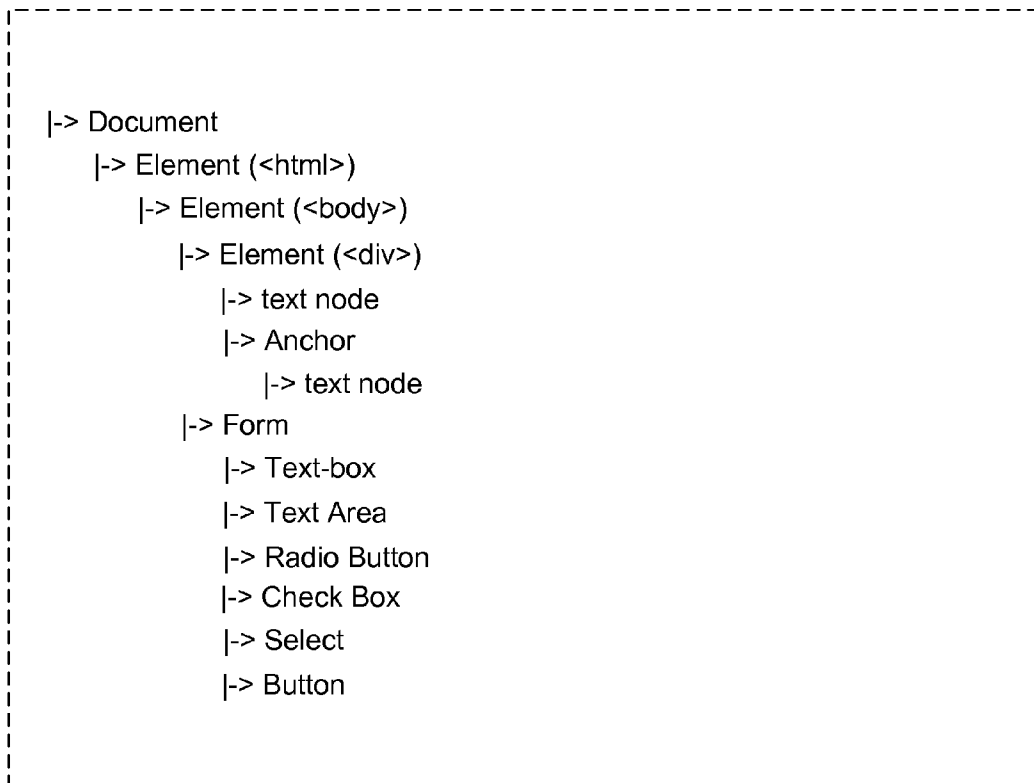 |-> Document
|-> Element (<html>)
|-> Element (<body>)
|-> Element (<div>)
|-> text node
|-> Anchor
|-> text node
|-> Form
|-> Text-box
|-> Text Area
|-> Radio Button
|-> Check Box
|-> Select
|-> Button